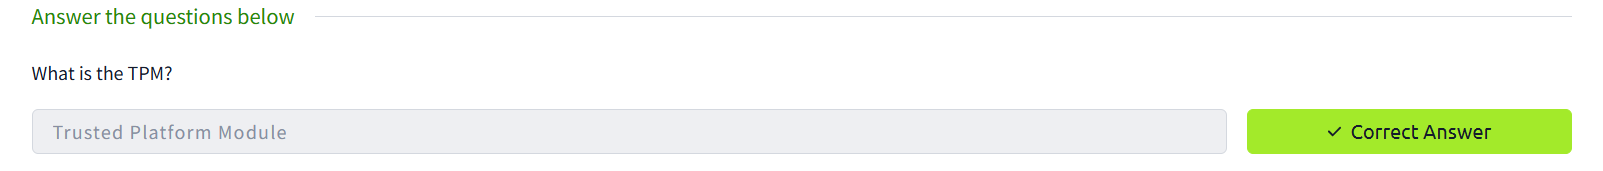 Answer the questions below
What is the TPM?
Trusted Platform Module
✓ Correct Answer